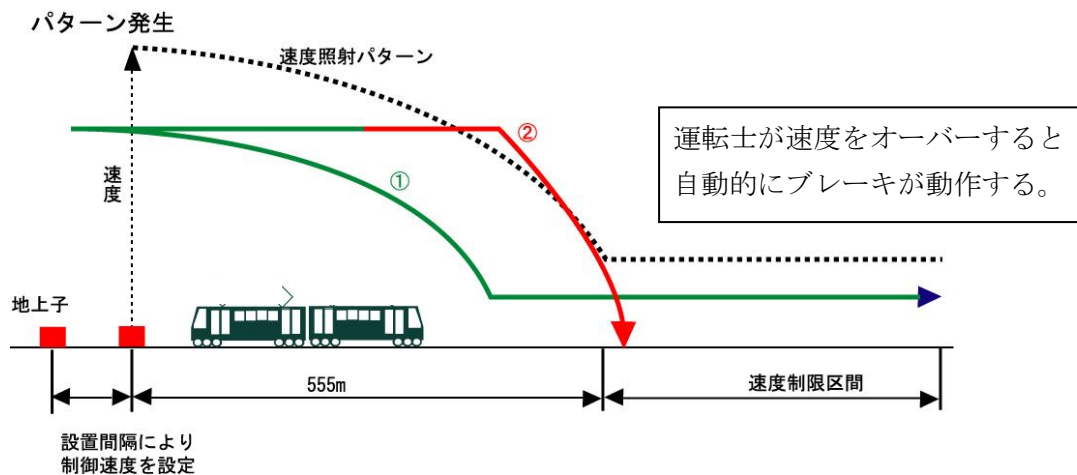 パターン発生
速度照射パターン
②
運転士が速度をオーバーすると
自動的にブレーキが動作する。
①
速度
地上子
555m
速度制限区間
設置間隔により
制御速度を設定